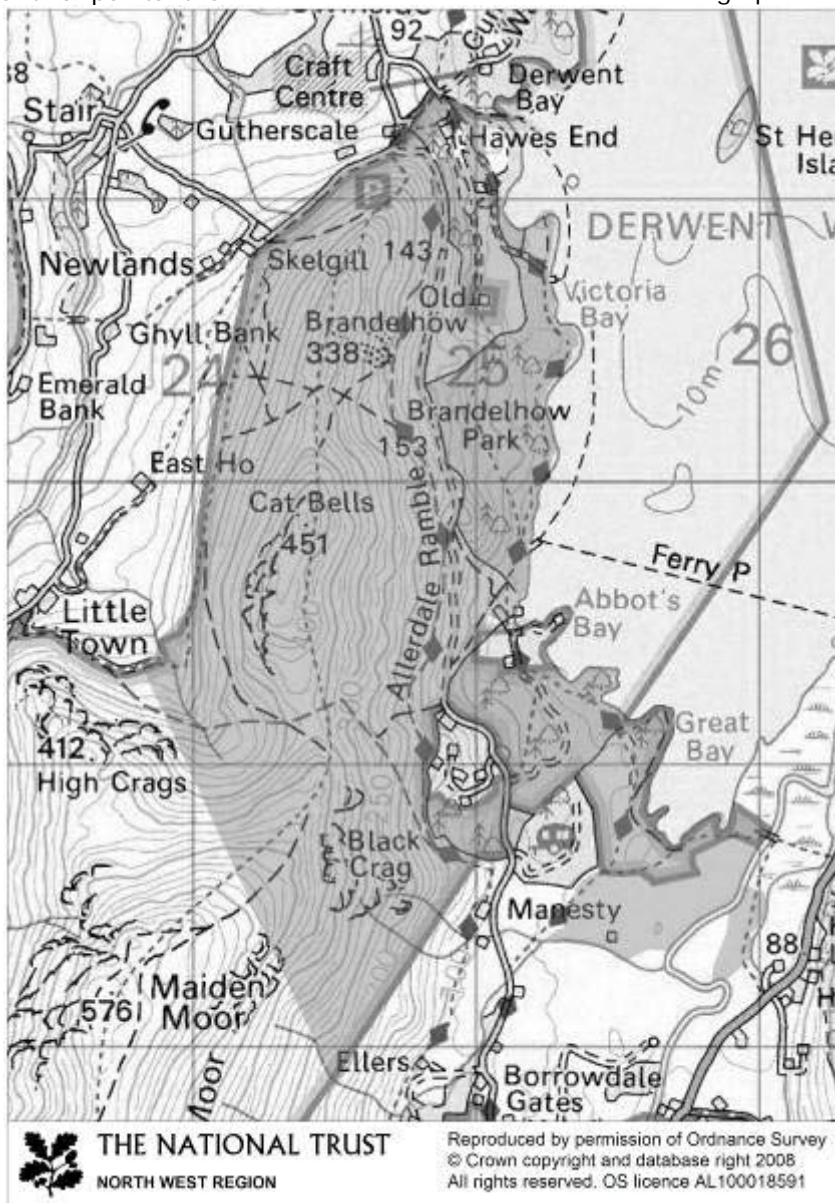 92
Craft
Centre
Derwent
Bay
Stair
Gutherscale
Hawes End
P
DERWENT
Newlands
Skelgill
143
Old
Victoria
Bay
Ghyll Bank
Brandelhow
338
24
25
26
Emerald
Bank
10m
Brandelhow
Park
153
East Ho
Cat Bells
451
Allerdale Ramble
Ferry P
Little
Town
Abbot's
Bay
412
High Crags
Great
Bay
250
Black
Crag
Manesty
88
Maiden
Moor
576
Moor
Ellers
Borrowdale
Gates
THE NATIONAL TRUST
NORTH WEST REGION
Reproduced by permission of Ordnance Survey
© Crown copyright and database right 2008
All rights reserved. OS licence AL100018591